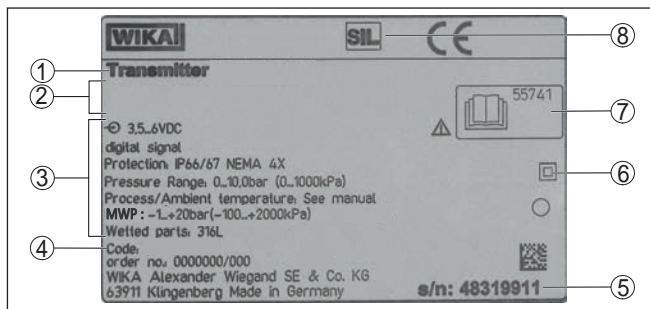 WIKA
SIL
CE
8
1
Transmitter
2
55741
7
3,5...6VDC
digital signal
Protection: IP66/67 NEMA 4X
3
Pressure Range: 0...10,0bar (0...1000kPa)
6
Process/Ambient temperature: See manual
MWP : -1...+20bar(-100...+2000kPa)
Wetted parts: 316L
4
Code:
order no.: 0000000/000
WIKA Alexander Wiegand SE & Co. KG
63911 Klingenberg Made in Germany
s/n: 48319911
5